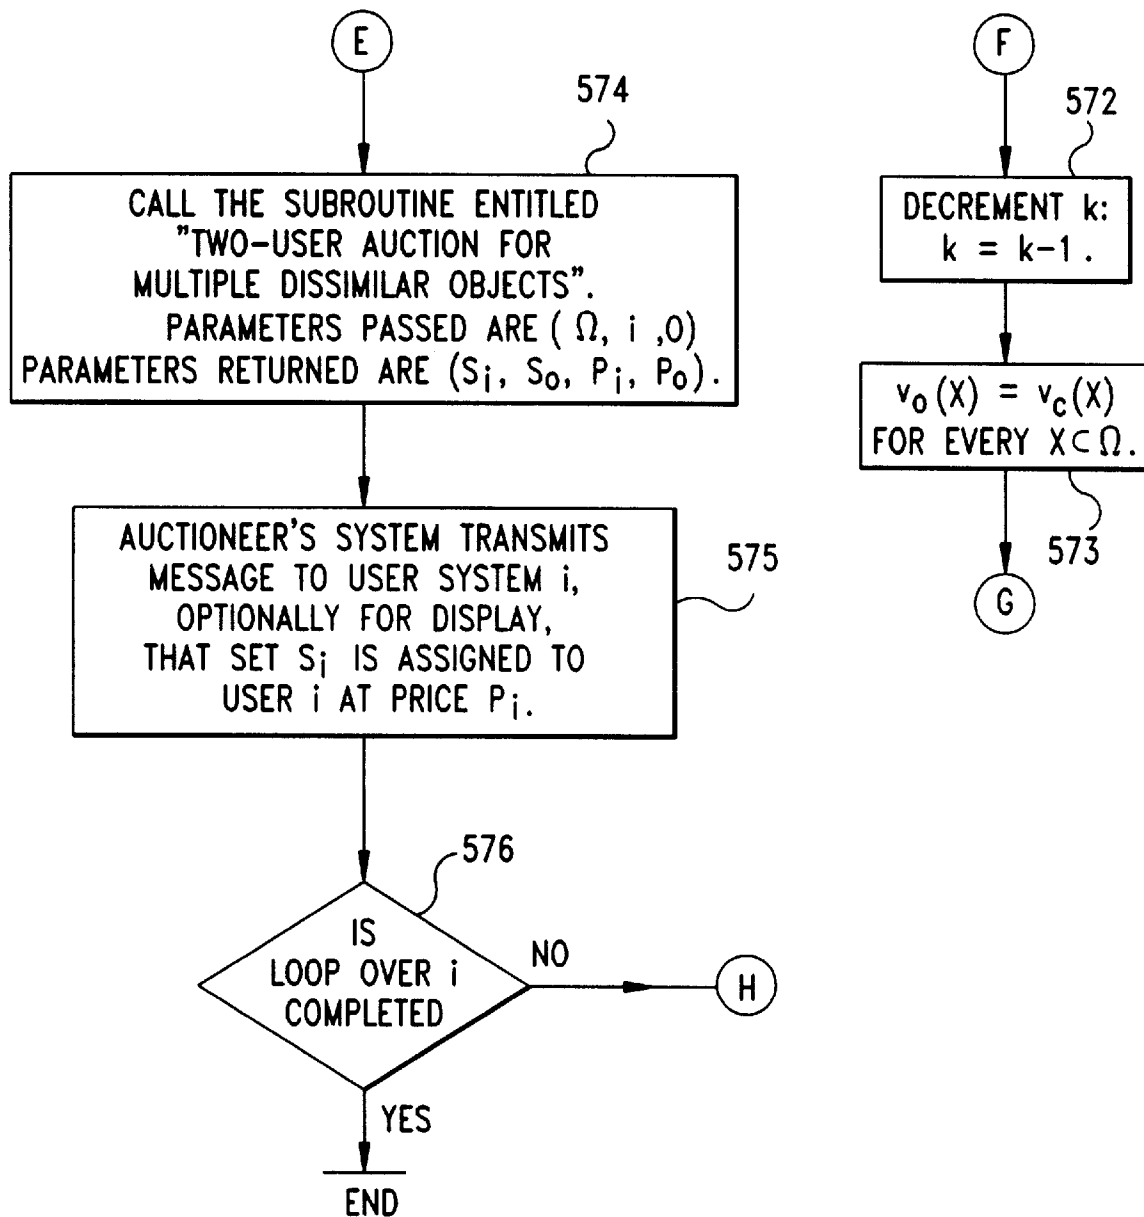 E
574
CALL THE SUBROUTINE ENTITLED
"TWO-USER AUCTION FOR
MULTIPLE DISSIMILAR OBJECTS".
PARAMETERS PASSED ARE (Ω, i ,0)
PARAMETERS RETURNED ARE (Si, So, Pi, Po).
575
AUCTIONEER'S SYSTEM TRANSMITS
MESSAGE TO USER SYSTEM i,
OPTIONALLY FOR DISPLAY,
THAT SET Si IS ASSIGNED TO
USER i AT PRICE Pi.
576
IS
LOOP OVER i
COMPLETED
NO
H
YES
END
F
572
DECREMENT k:
k = k-1.
vo(X) = vc(X)
FOR EVERY X⊂Ω.
573
G